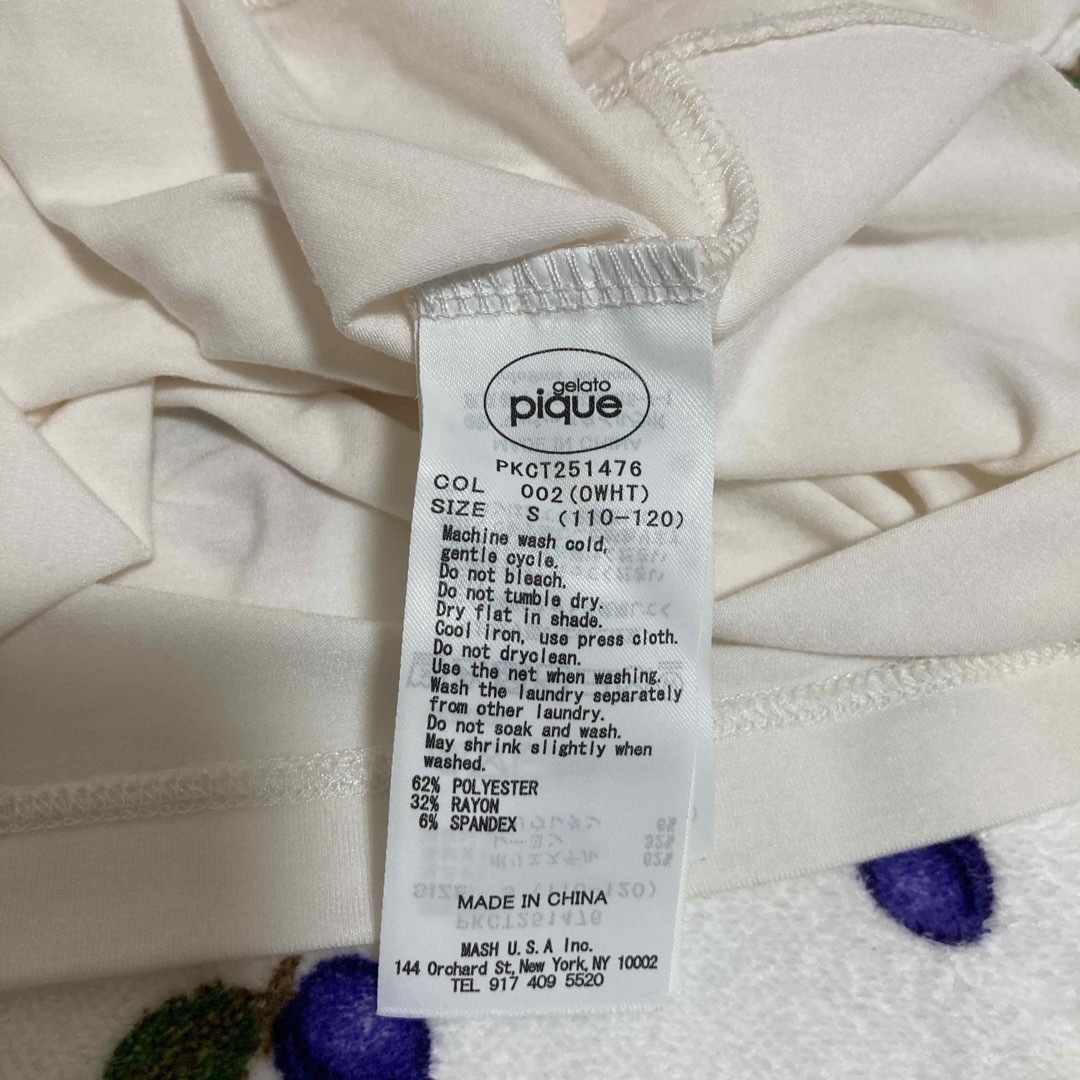 gelato
pique
PKCT251476
COL 002(OWHT)
SIZE S (110-120)
Machine wash cold,
gentle cycle.
Do not bleach.
Do not tumble dry.
Dry flat in shade.
Cool iron, use press cloth.
Do not dryclean.
Use the net when washing.
Wash the laundry separately
from other laundry.
Do not soak and wash.
May shrink slightly when
washed.
62% POLYESTER
32% RAYON
6% SPANDEX
MADE IN CHINA
MASH U.S.A Inc.
144 Orchard St, New York, NY 10002
TEL 917 409 5520